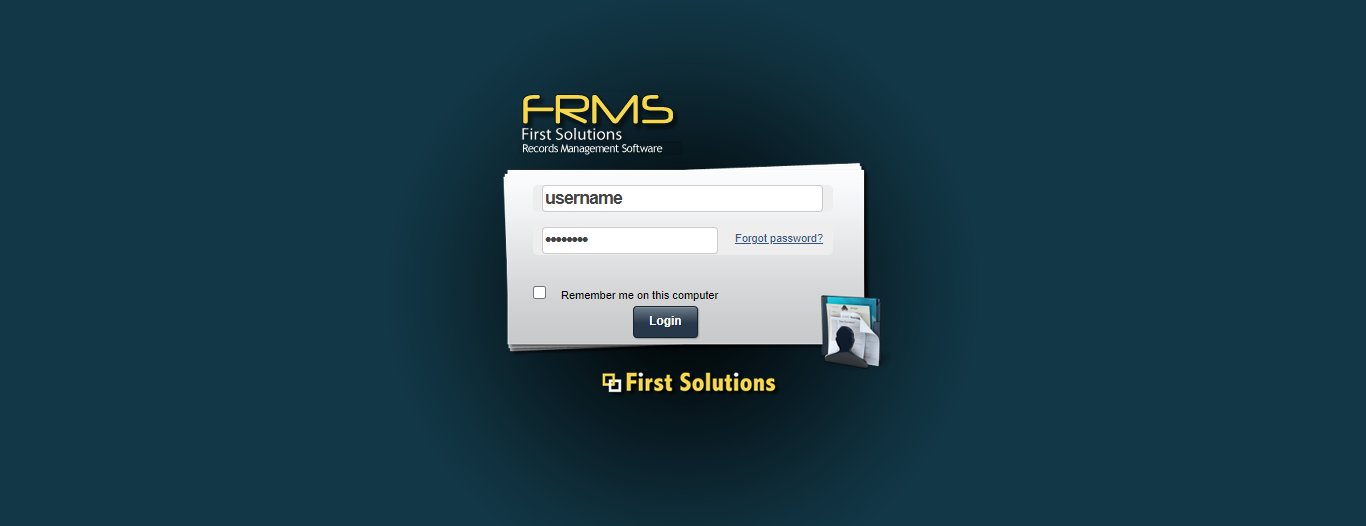 FRMS
First Solutions
Records Management Software
username
••••••••
Forgot password?
Remember me on this computer
Login
First Solutions